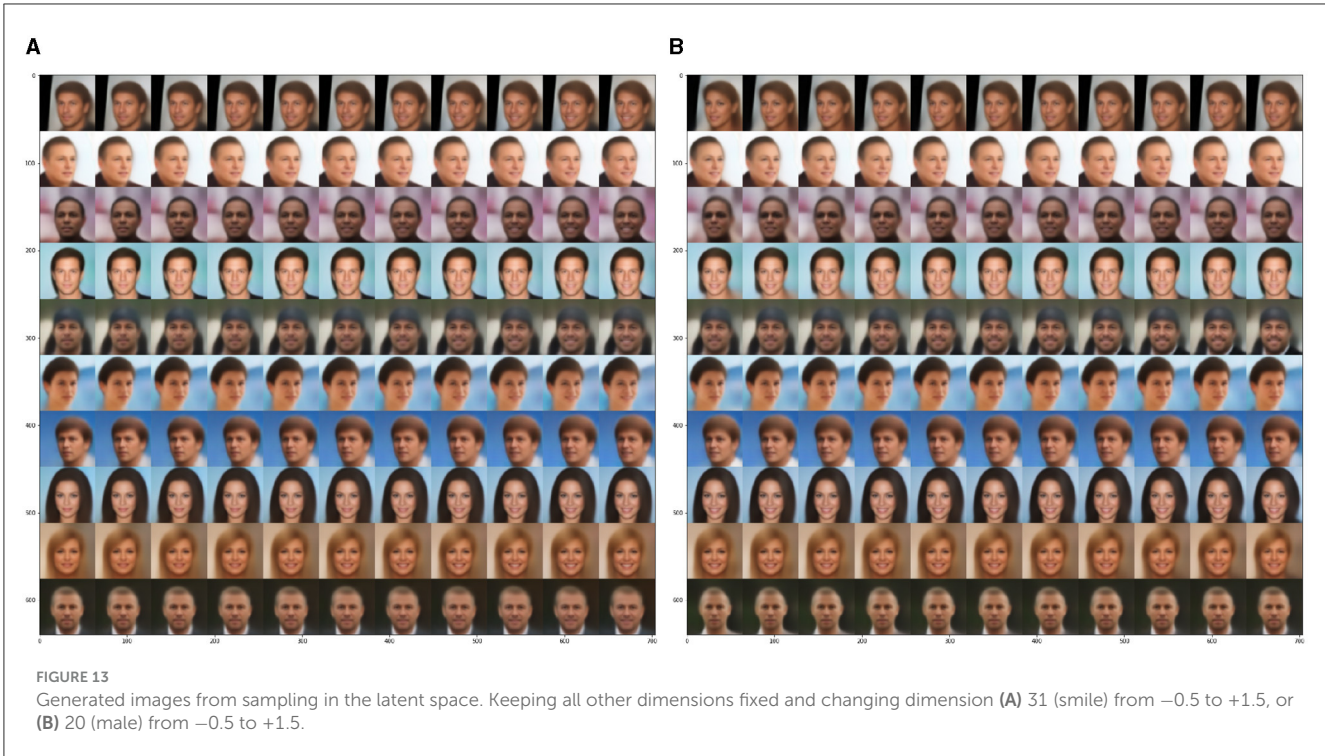 A
B
0
100
200
300
400
500
600
0 100 200 300 400 500 600 700
0
100
200
300
400
500
600
0 100 200 300 400 500 600 700
FIGURE 13
Generated images from sampling in the latent space. Keeping all other dimensions fixed and changing dimension (A) 31 (smile) from −0.5 to +1.5, or
(B) 20 (male) from −0.5 to +1.5.